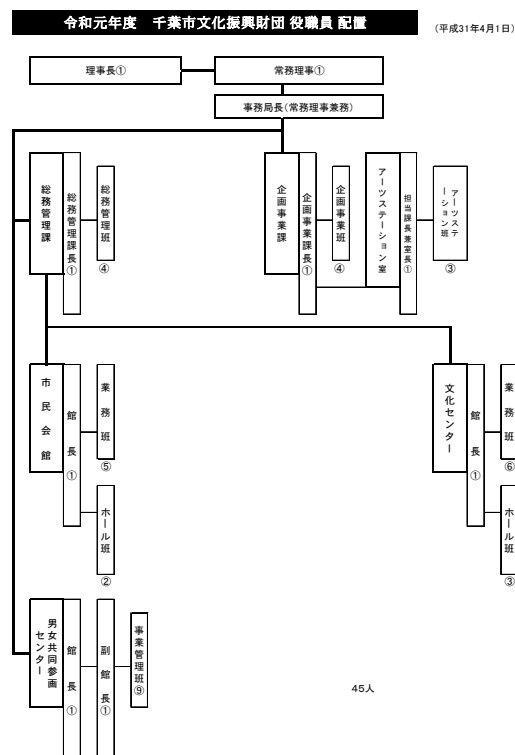 令和元年度　千葉市文化振興財団 役職員 配置
(平成31年4月1日)
理事長①
常務理事①
事務局長(常務理事兼務)
総務管理課
総務管理課長①
総務管理班
④
企画事業課
企画事業課長①
企画事業班
④
アーツステーション室
担当課長兼室長①
アーツステーション班
③
市民会館
館長①
業務班
⑤
ホール班
②
文化センター
館長①
業務班
⑥
ホール班
③
男女共同参画センター
館長①
副館長①
事業管理班⑨
45人